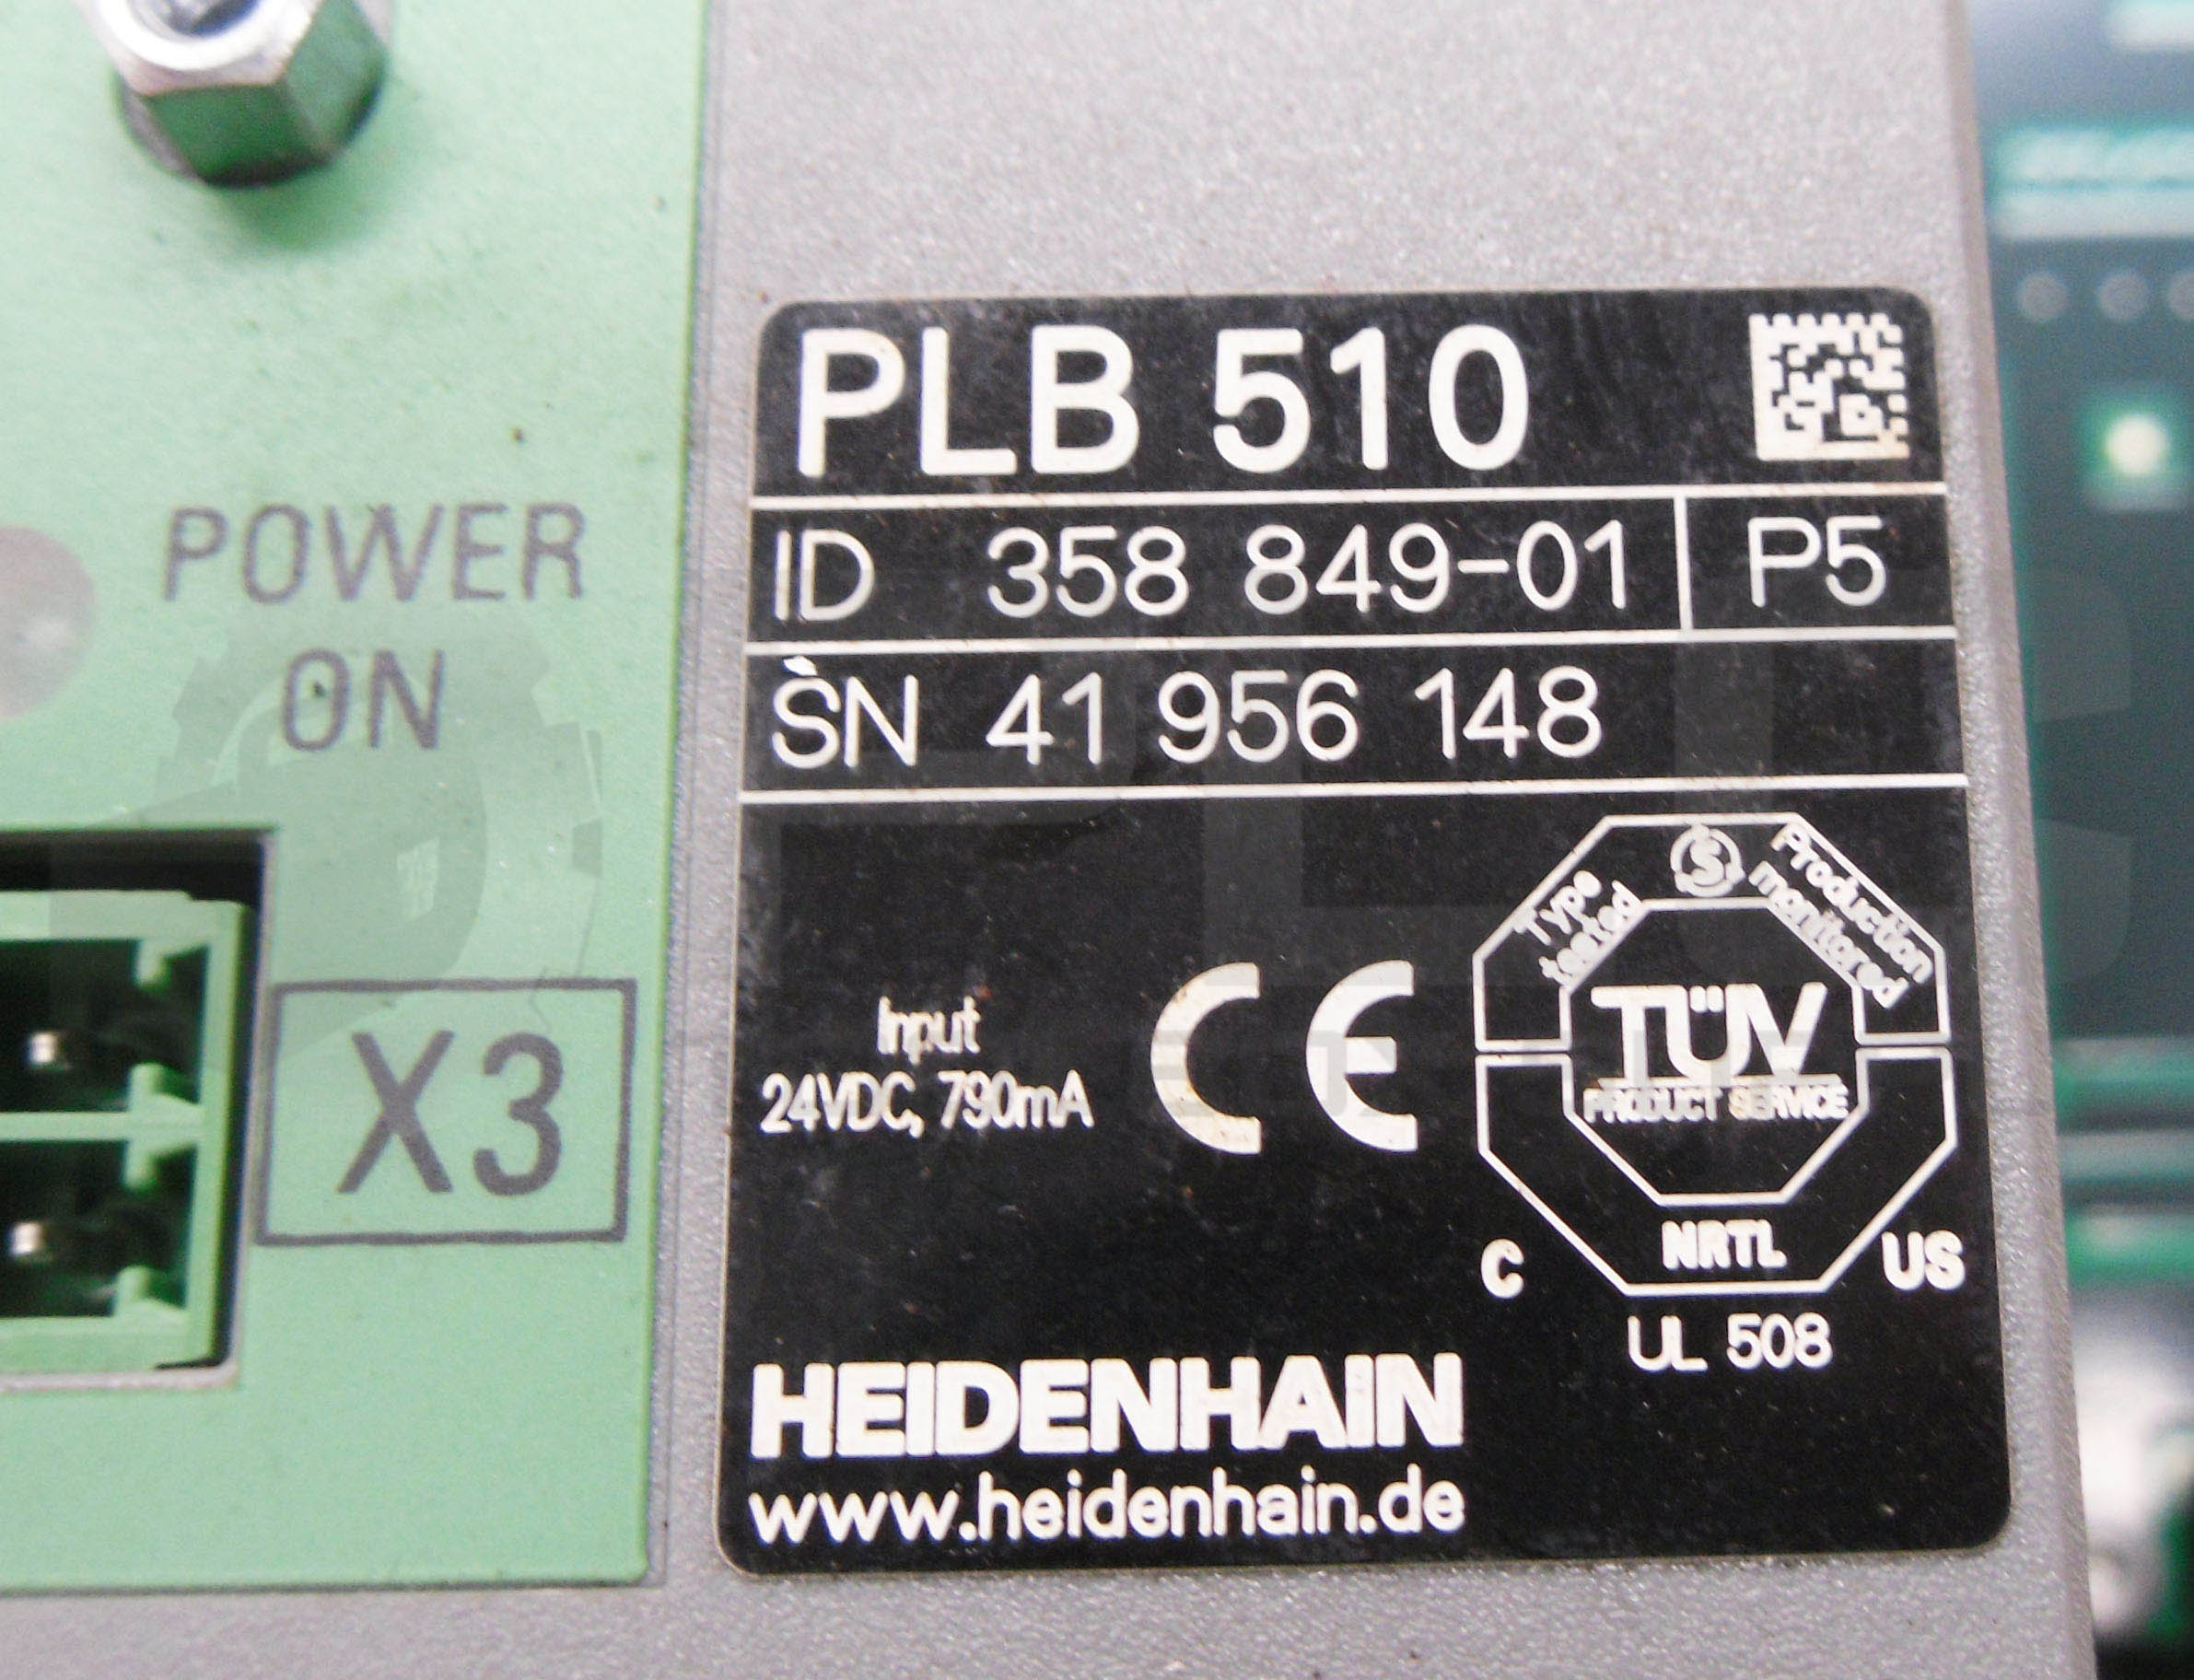 POWER
ON
X3
PLB 510
ID 358 849-01 P5
SN 41 956 148
Input
24VDC, 790mA
CE
Type
tested
S
Production
monitored
TÜV
PRODUCT SERVICE
NRTL
C US
UL 508
HEIDENHAIN
www.heidenhain.de